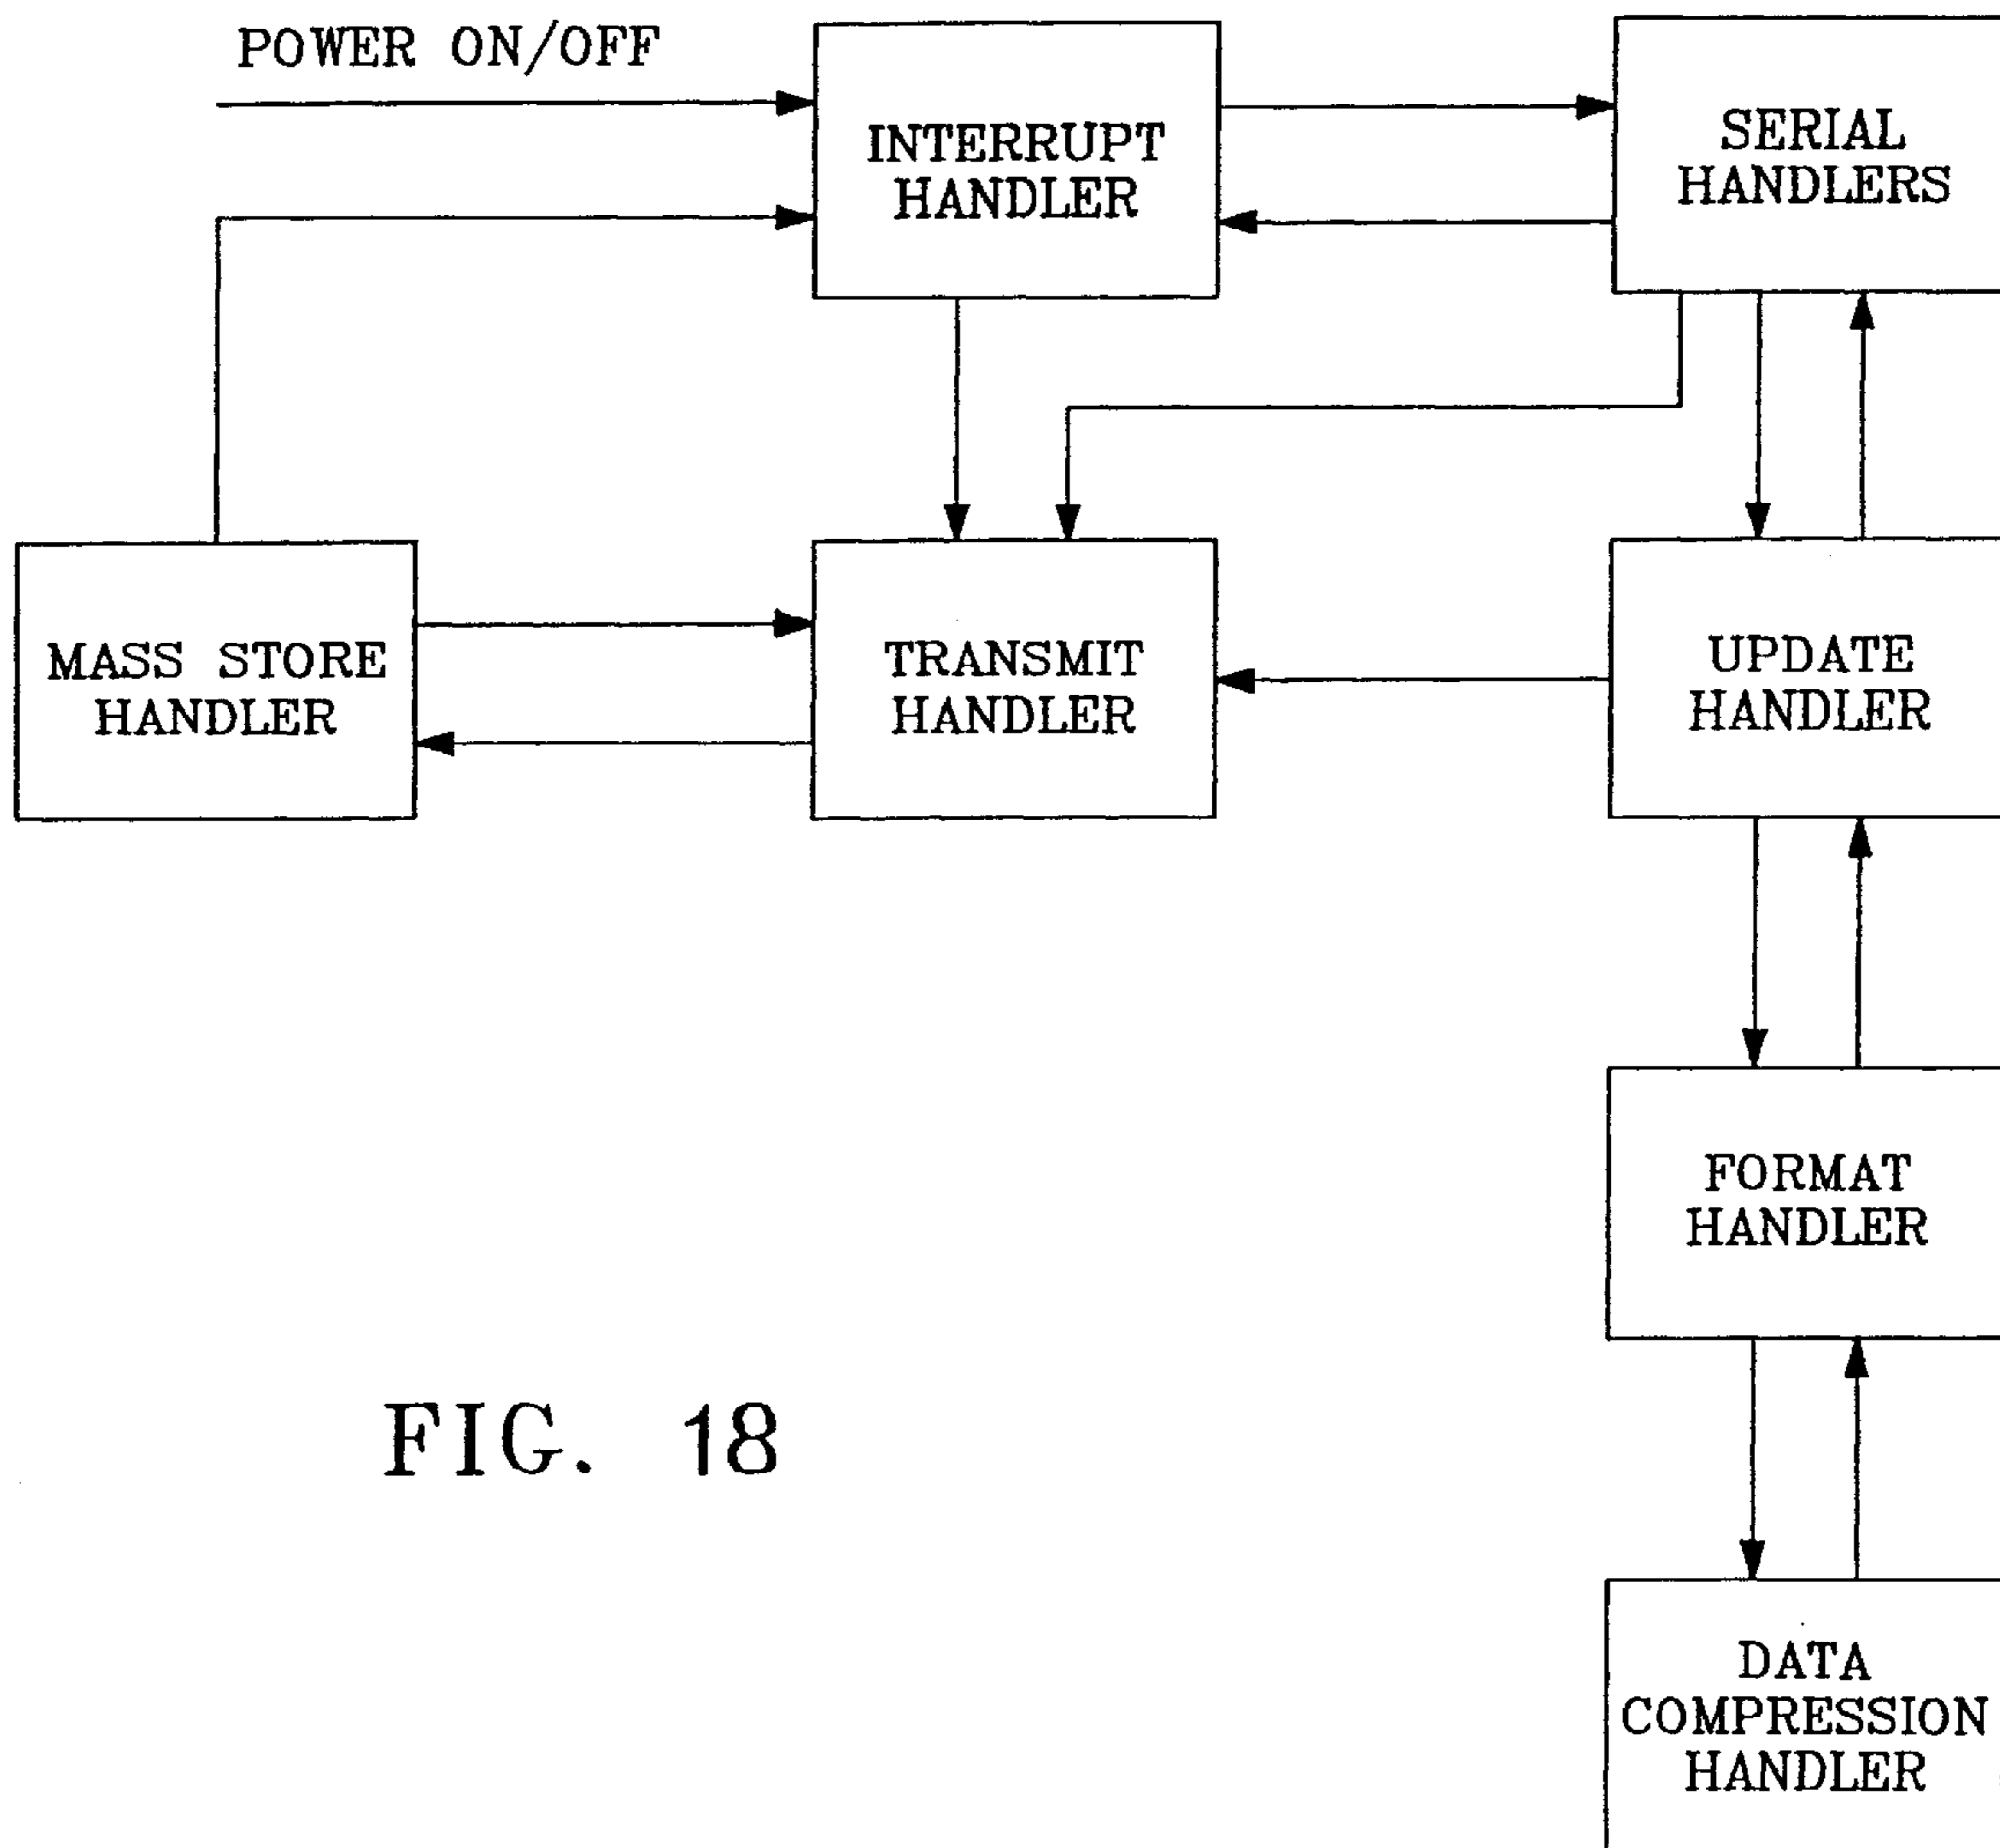 POWER ON/OFF
INTERRUPT
HANDLER
SERIAL
HANDLERS
MASS STORE
HANDLER
TRANSMIT
HANDLER
UPDATE
HANDLER
FORMAT
HANDLER
DATA
COMPRESSION
HANDLER
FIG. 18